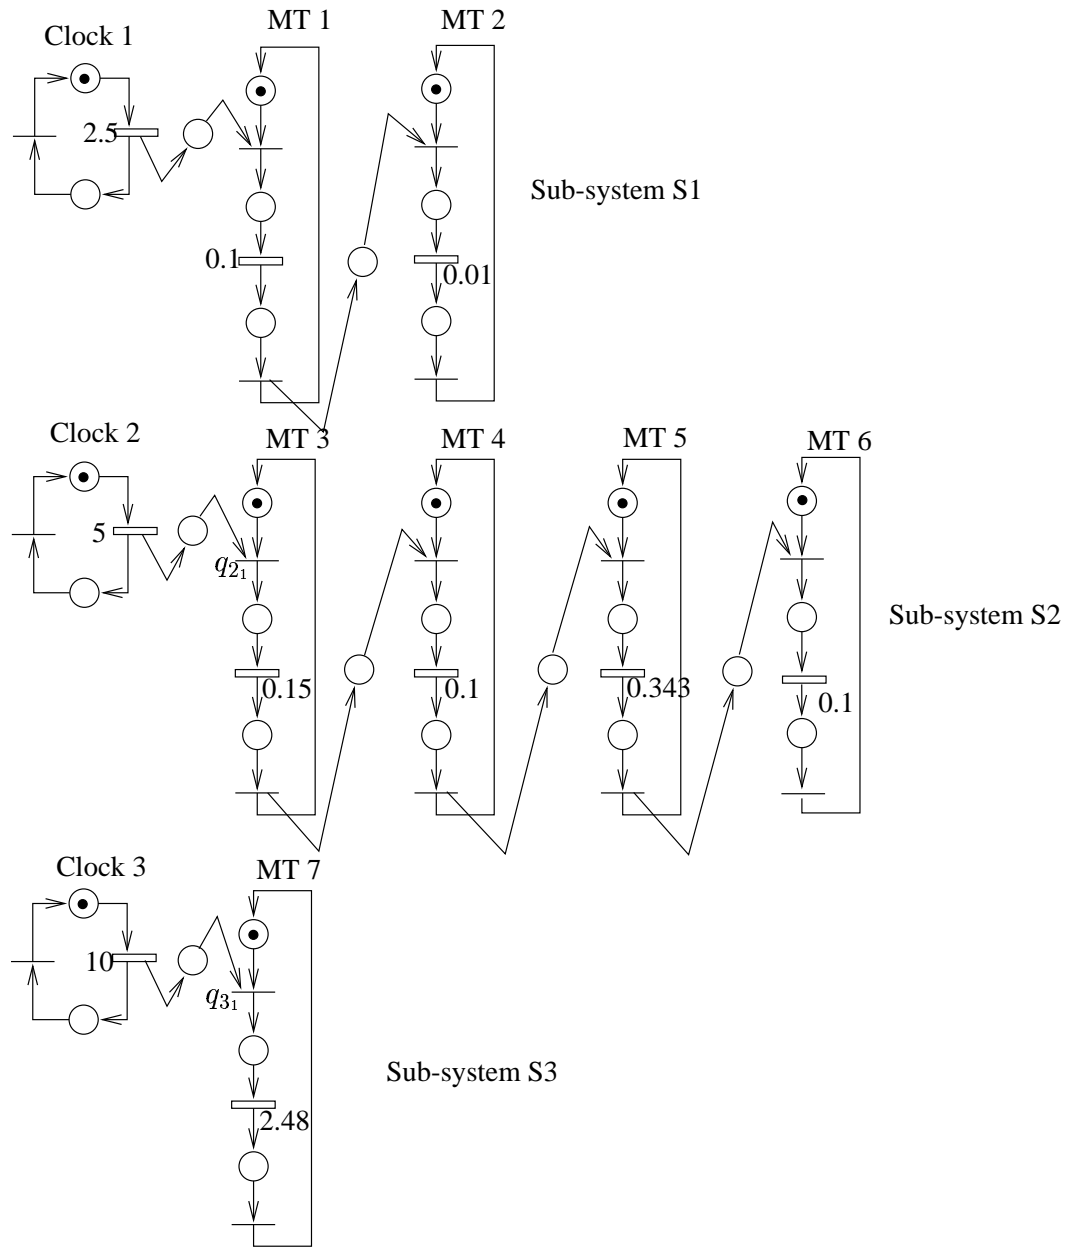 MT 1
MT 2
Clock 1
2.5
Sub-system S1
0.1
0.01
Clock 2
MT 3
MT 4
MT 5
MT 6
5
q21
Sub-system S2
0.15
0.1
0.343
0.1
Clock 3
MT 7
10
q31
Sub-system S3
2.48